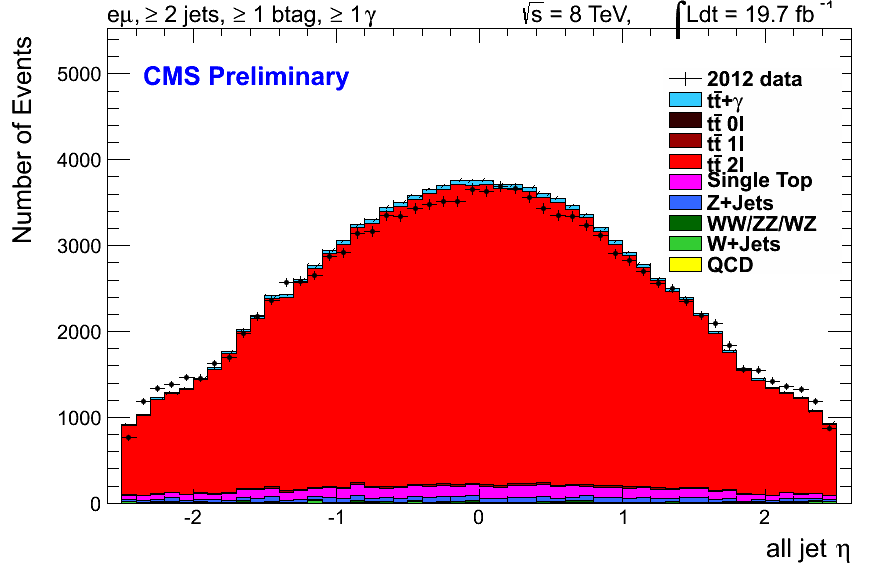 eμ, ≥ 2 jets, ≥ 1 btag, ≥ 1 γ
√s = 8 TeV, ∫Ldt = 19.7 fb⁻¹
CMS Preliminary
2012 data
tt̄+γ
tt̄ 0l
tt̄ 1l
tt̄ 2l
Single Top
Z+Jets
WW/ZZ/WZ
W+Jets
QCD
Number of Events
5000
4000
3000
2000
1000
0
-2 -1 0 1 2
all jet η